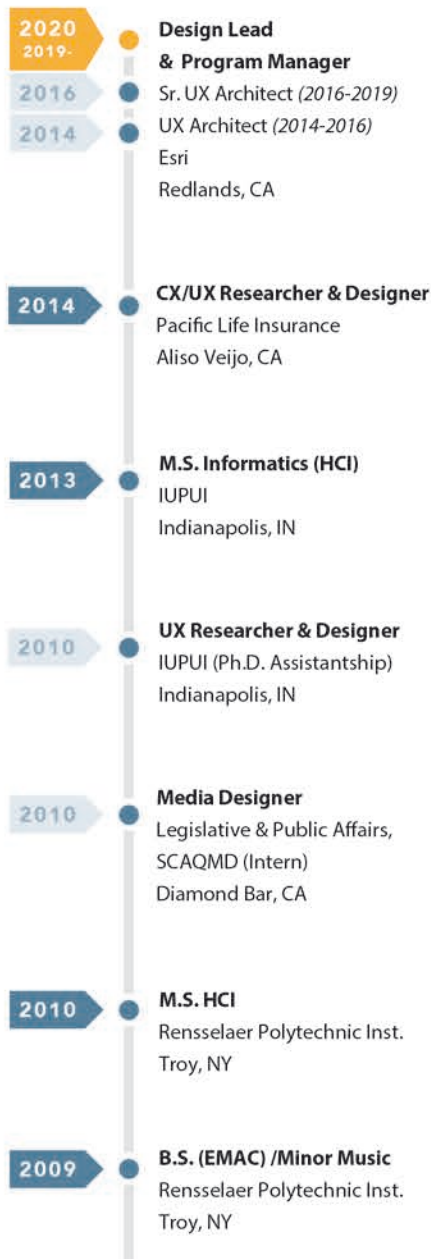 2020
2019-
Design Lead
& Program Manager
2016
Sr. UX Architect (2016-2019)
2014
UX Architect (2014-2016)
Esri
Redlands, CA
2014
CX/UX Researcher & Designer
Pacific Life Insurance
Aliso Veijo, CA
2013
M.S. Informatics (HCI)
IUPUI
Indianapolis, IN
2010
UX Researcher & Designer
IUPUI (Ph.D. Assistantship)
Indianapolis, IN
2010
Media Designer
Legislative & Public Affairs,
SCAQMD (Intern)
Diamond Bar, CA
2010
M.S. HCI
Rensselaer Polytechnic Inst.
Troy, NY
2009
B.S. (EMAC) /Minor Music
Rensselaer Polytechnic Inst.
Troy, NY